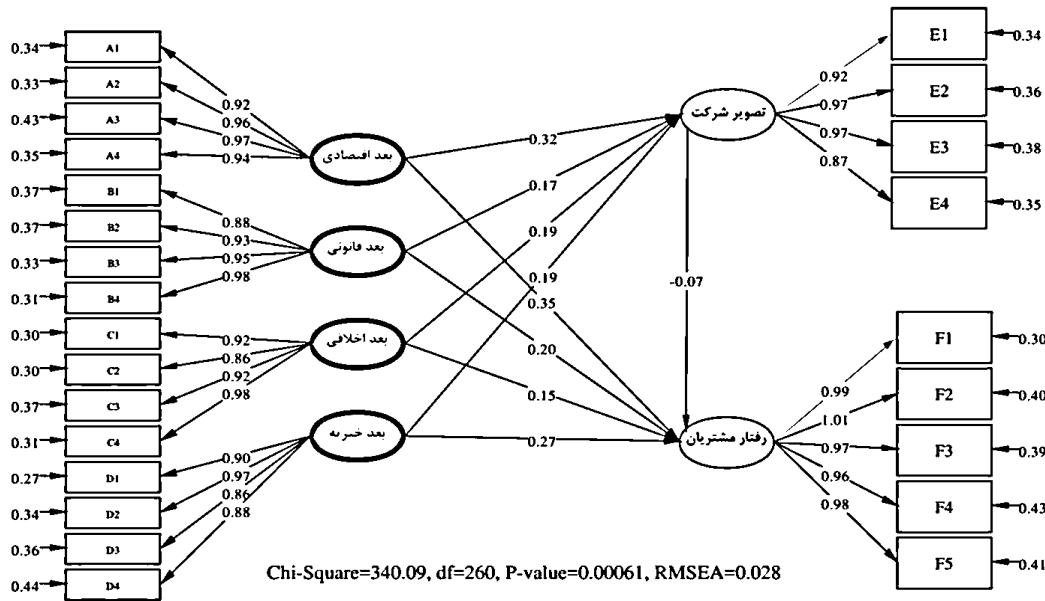 0.34 A1
0.33 A2
0.43 A3
0.35 A4
0.37 B1
0.37 B2
0.33 B3
0.31 B4
0.30 C1
0.30 C2
0.37 C3
0.31 C4
0.27 D1
0.34 D2
0.36 D3
0.44 D4
0.92
0.96
0.97
0.94
0.88
0.93
0.95
0.98
0.92
0.86
0.92
0.98
0.90
0.97
0.86
0.88
بعد اقتصادی
بعد قانونی
بعد اخلاقی
بعد خیریه
0.32
0.17
0.19
0.19
0.35
0.20
0.15
0.27
تصویر شرکت
-0.07
رفتار مشتریان
0.92
0.97
0.97
0.87
0.99
1.01
0.97
0.96
0.98
E1 0.34
E2 0.36
E3 0.38
E4 0.35
F1 0.30
F2 0.40
F3 0.39
F4 0.43
F5 0.41
Chi-Square=340.09, df=260, P-value=0.00061, RMSEA=0.028